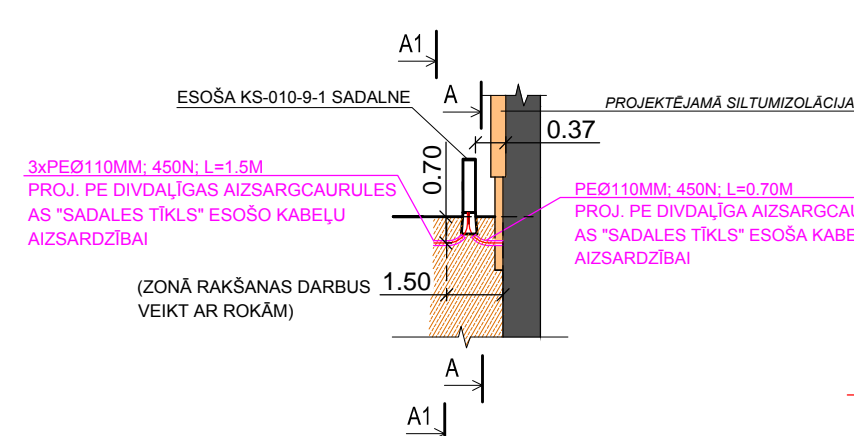 A1
ESOŠA KS-010-9-1 SADALNE
A
PROJEKTĒJAMĀ SILTUMIZOLĀCIJA
0.37
0.70
3xPEØ110MM; 450N; L=1.5M
PROJ. PE DIVDAĻĪGAS AIZSARGCAURULES
AS "SADALES TĪKLS" ESOŠO KABEĻU
AIZSARDZĪBAI
PEØ110MM; 450N; L=0.70M
PROJ. PE DIVDAĻĪGA AIZSARGCAU
AS "SADALES TĪKLS" ESOŠA KABE
AIZSARDZĪBAI
(ZONĀ RAKŠANAS DARBUS
VEIKT AR ROKĀM)
1.50
A
A1